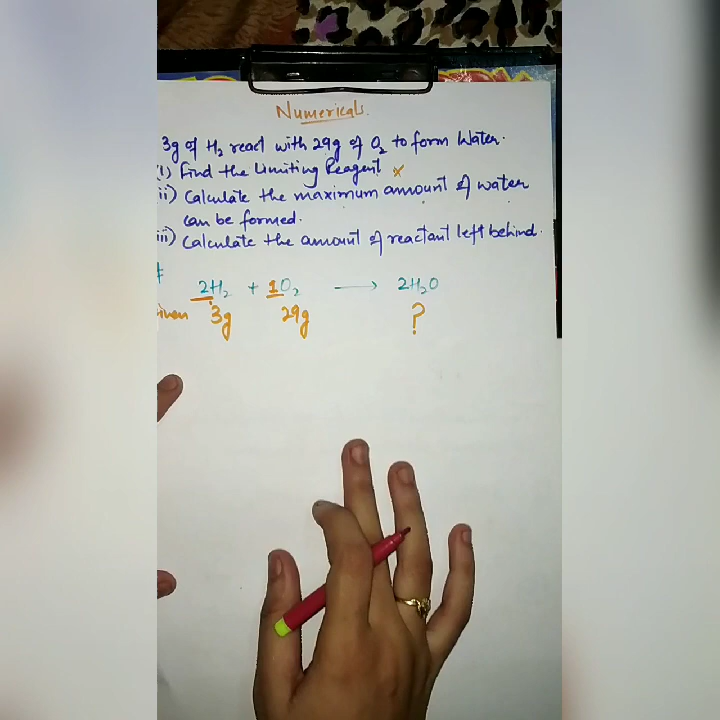 Numericals.
3g of H₂ react with 29g of O₂ to form Water.
(i) Find the Limiting Reagent ×
ii) Calculate the maximum amount of water
can be formed.
iii) Calculate the amount of reactant left behind.
2H₂ + 1O₂ → 2H₂O
3g 29g ?